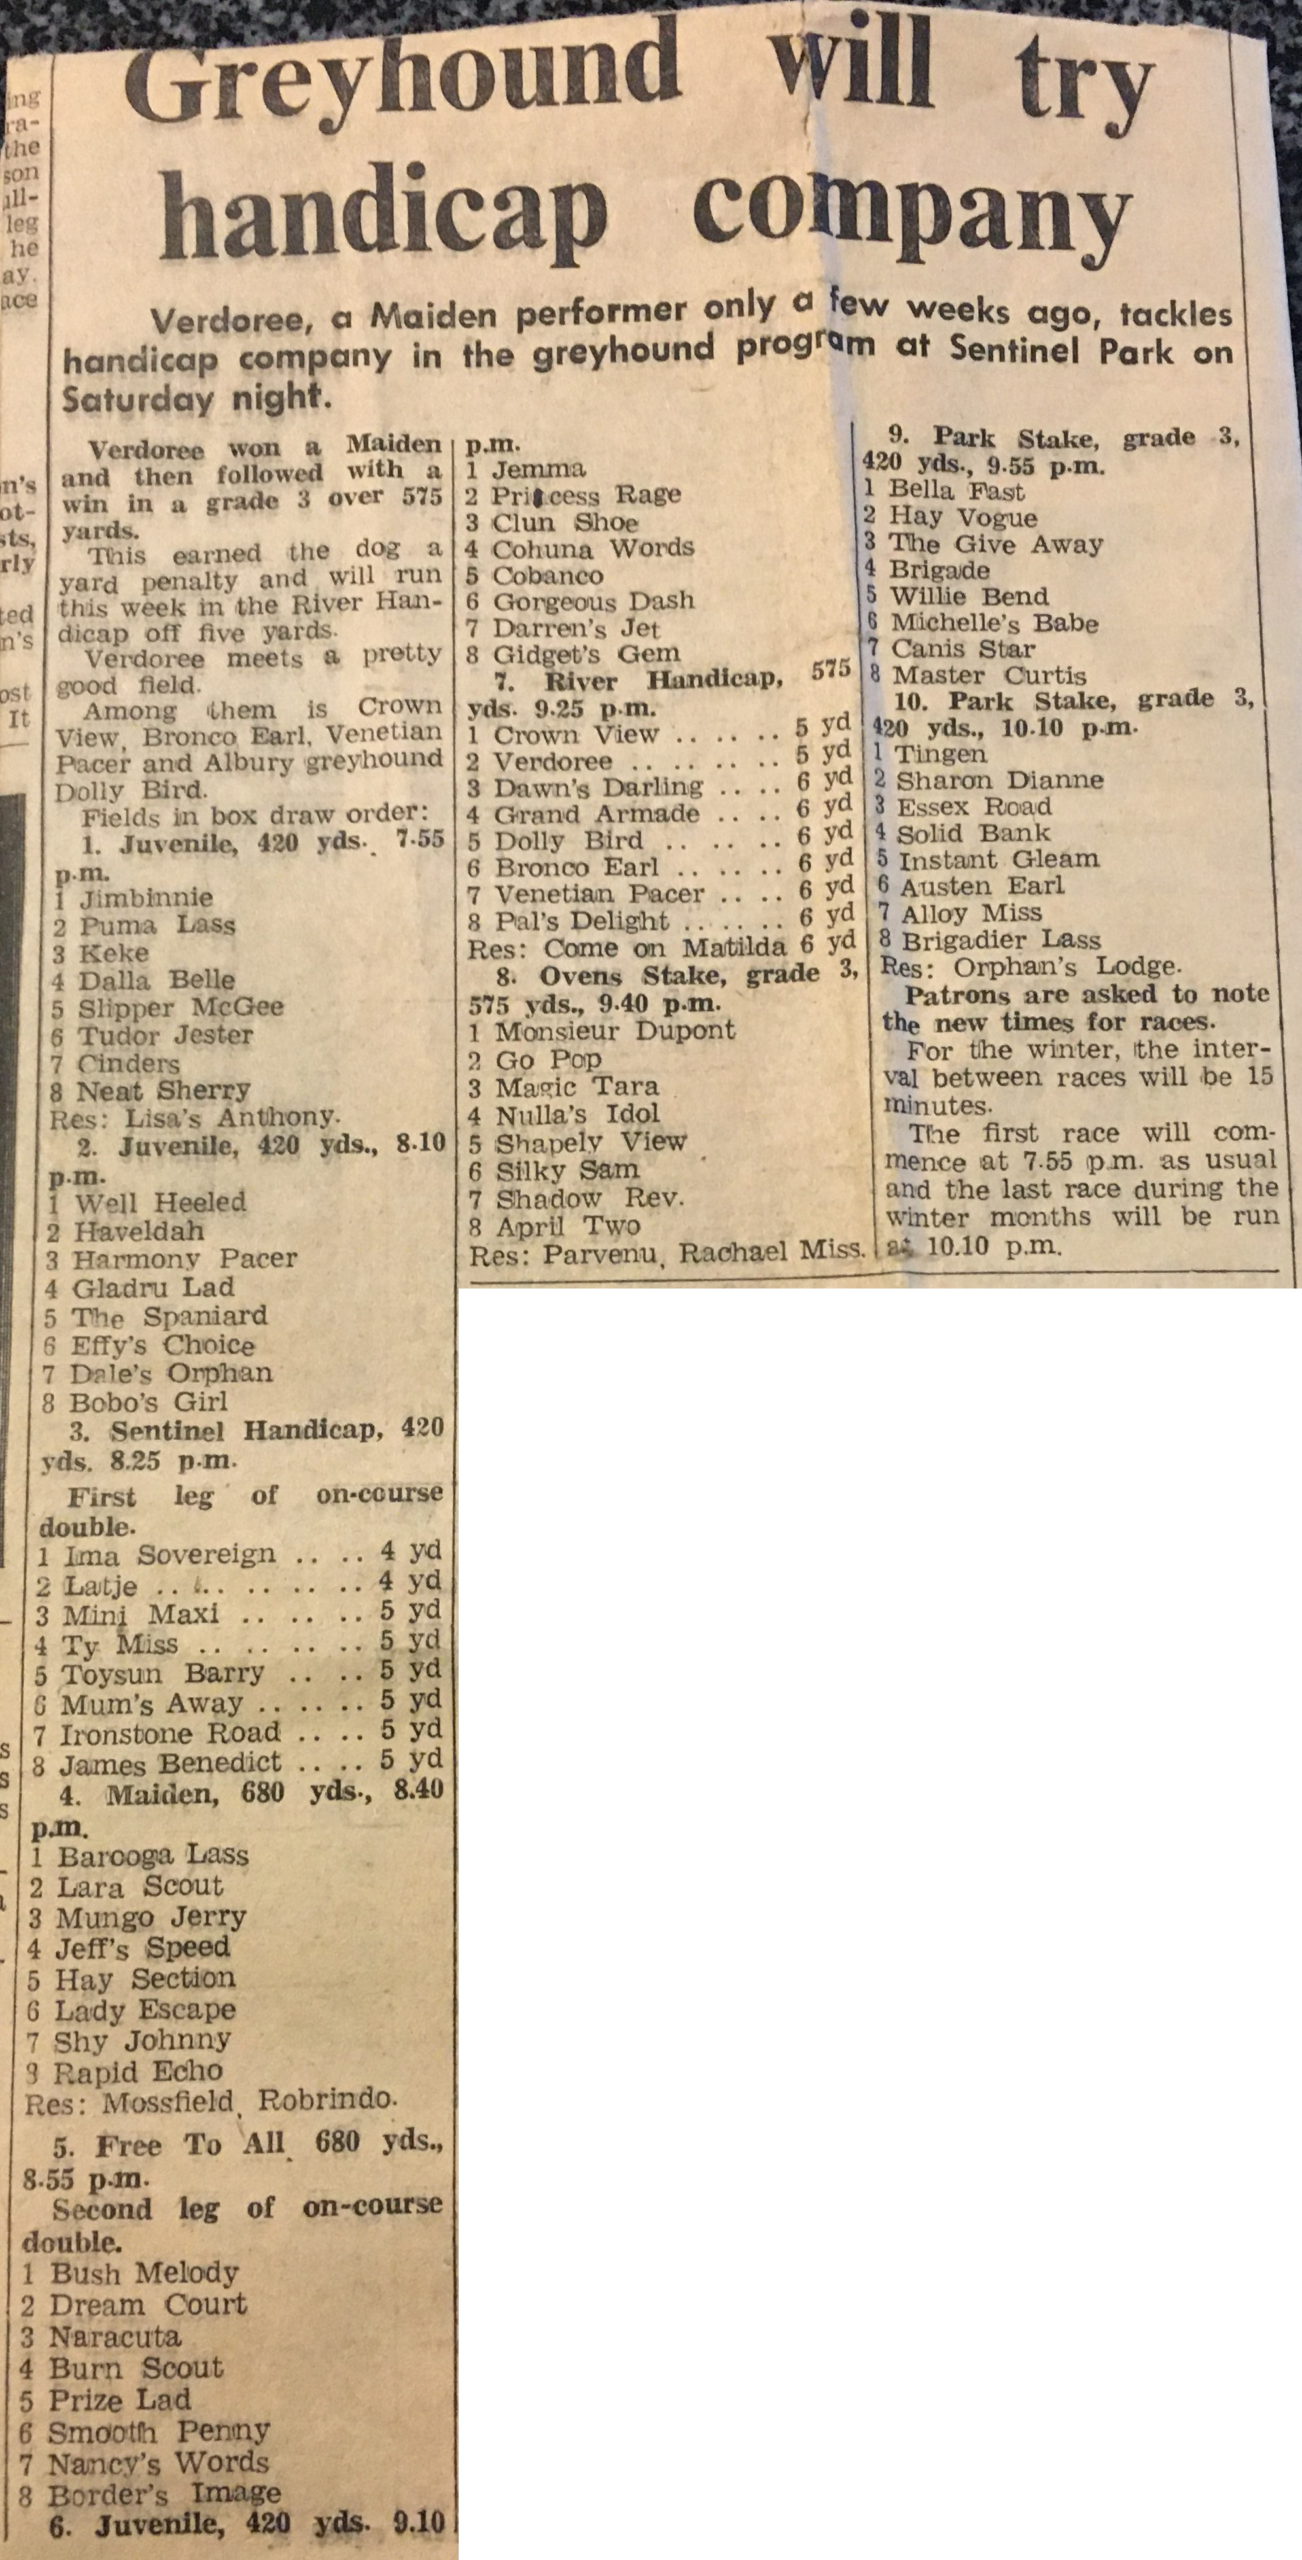 Greyhound will try
handicap company
Verdoree, a Maiden performer only a few weeks ago, tackles
handicap company in the greyhound program at Sentinel Park on
Saturday night.
Verdoree won a Maiden
and then followed with a
win in a grade 3 over 575
yards.
This earned the dog a
yard penalty and will run
this week in the River Han-
dicap off five yards.
Verdoree meets a pretty
good field.
Among them is Crown
View, Bronco Earl, Venetian
Pacer and Albury greyhound
Dolly Bird.
Fields in box draw order:
1. Juvenile, 420 yds., 7.55
p.m.
1 Jimbinnie
2 Puma Lass
3 Keke
4 Dalla Belle
5 Slipper McGee
6 Tudor Jester
7 Cinders
8 Neat Sherry
Res: Lisa's Anthony.
2. Juvenile, 420 yds., 8.10
p.m.
1 Well Heeled
2 Haveldah
3 Harmony Pacer
4 Gladru Lad
5 The Spaniard
6 Effy's Choice
7 Dale's Orphan
8 Bobo's Girl
3. Sentinel Handicap, 420
yds. 8.25 p.m.
First leg of on-course
double.
1 Ima Sovereign .. .. 4 yd
2 Latje .. .. .. .. .. 4 yd
3 Mini Maxi .. .. .. 5 yd
4 Ty Miss .. .. .. .. 5 yd
5 Toysun Barry .. .. 5 yd
6 Mum's Away .. .. .. 5 yd
7 Ironstone Road .. .. 5 yd
8 James Benedict .. .. 5 yd
4. Maiden, 680 yds., 8.40
p.m.
1 Barooga Lass
2 Lara Scout
3 Mungo Jerry
4 Jeff's Speed
5 Hay Section
6 Lady Escape
7 Shy Johnny
8 Rapid Echo
Res: Mossfield, Robrindo.
5. Free To All, 680 yds.,
8.55 p.m.
Second leg of on-course
double.
1 Bush Melody
2 Dream Court
3 Naracuta
4 Burn Scout
5 Prize Lad
6 Smooth Penny
7 Nancy's Words
8 Border's Image
6. Juvenile, 420 yds. 9.10
p.m.
1 Jemma
2 Princess Rage
3 Clun Shoe
4 Cohuna Words
5 Cobanco
6 Gorgeous Dash
7 Darren's Jet
8 Gidget's Gem
7. River Handicap, 575
yds. 9.25 p.m.
1 Crown View .. .. .. 5 yd
2 Verdoree .. .. .. .. 5 yd
3 Dawn's Darling .. .. 6 yd
4 Grand Armade .. .. 6 yd
5 Dolly Bird .. .. .. 6 yd
6 Bronco Earl .. .. .. 6 yd
7 Venetian Pacer .. .. 6 yd
8 Pal's Delight .. .. .. 6 yd
Res: Come on Matilda 6 yd
8. Ovens Stake, grade 3,
575 yds., 9.40 p.m.
1 Monsieur Dupont
2 Go Pop
3 Magic Tara
4 Nulla's Idol
5 Shapely View
6 Silky Sam
7 Shadow Rev.
8 April Two
Res: Parvenu, Rachael Miss.
9. Park Stake, grade 3,
420 yds., 9.55 p.m.
1 Bella Fast
2 Hay Vogue
3 The Give Away
4 Brigade
5 Willie Bend
6 Michelle's Babe
7 Canis Star
8 Master Curtis
10. Park Stake, grade 3,
420 yds., 10.10 p.m.
1 Tingen
2 Sharon Dianne
3 Essex Road
4 Solid Bank
5 Instant Gleam
6 Austen Earl
7 Alloy Miss
8 Brigadier Lass
Res: Orphan's Lodge.
Patrons are asked to note
the new times for races.
For the winter, the inter-
val between races will be 15
minutes.
The first race will com-
mence at 7.55 p.m. as usual
and the last race during the
winter months will be run
at 10.10 p.m.